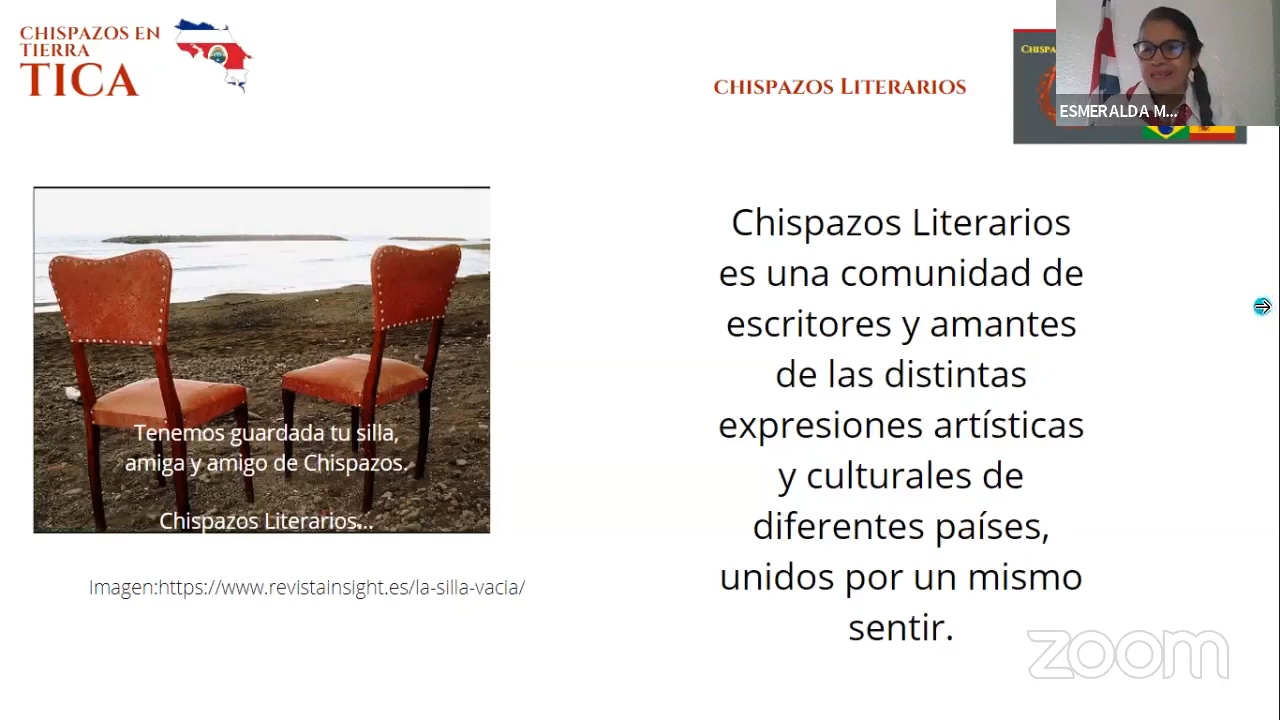 CHISPAZOS EN
TIERRA
TICA
CHISPAZOS LITERARIOS
ESMERALDA M...
Tenemos guardada tu silla,
amiga y amigo de Chispazos.
Chispazos Literarios...
Imagen:https://www.revistainsight.es/la-silla-vacia/
Chispazos Literarios
es una comunidad de
escritores y amantes
de las distintas
expresiones artísticas
y culturales de
diferentes países,
unidos por un mismo
sentir.
zoom